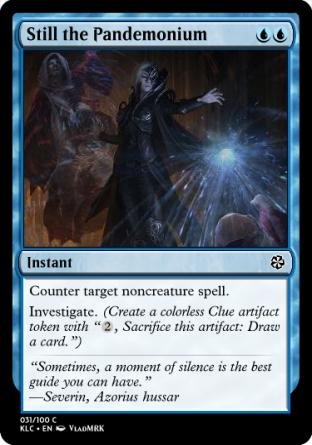 Still the Pandemonium
Instant
Counter target noncreature spell.
Investigate. (Create a colorless Clue artifact
token with “2, Sacrifice this artifact: Draw
a card.”)
“Sometimes, a moment of silence is the best
guide you can have.”
—Severin, Azorius hussar
031/100 C
KLC • EN VladMRK